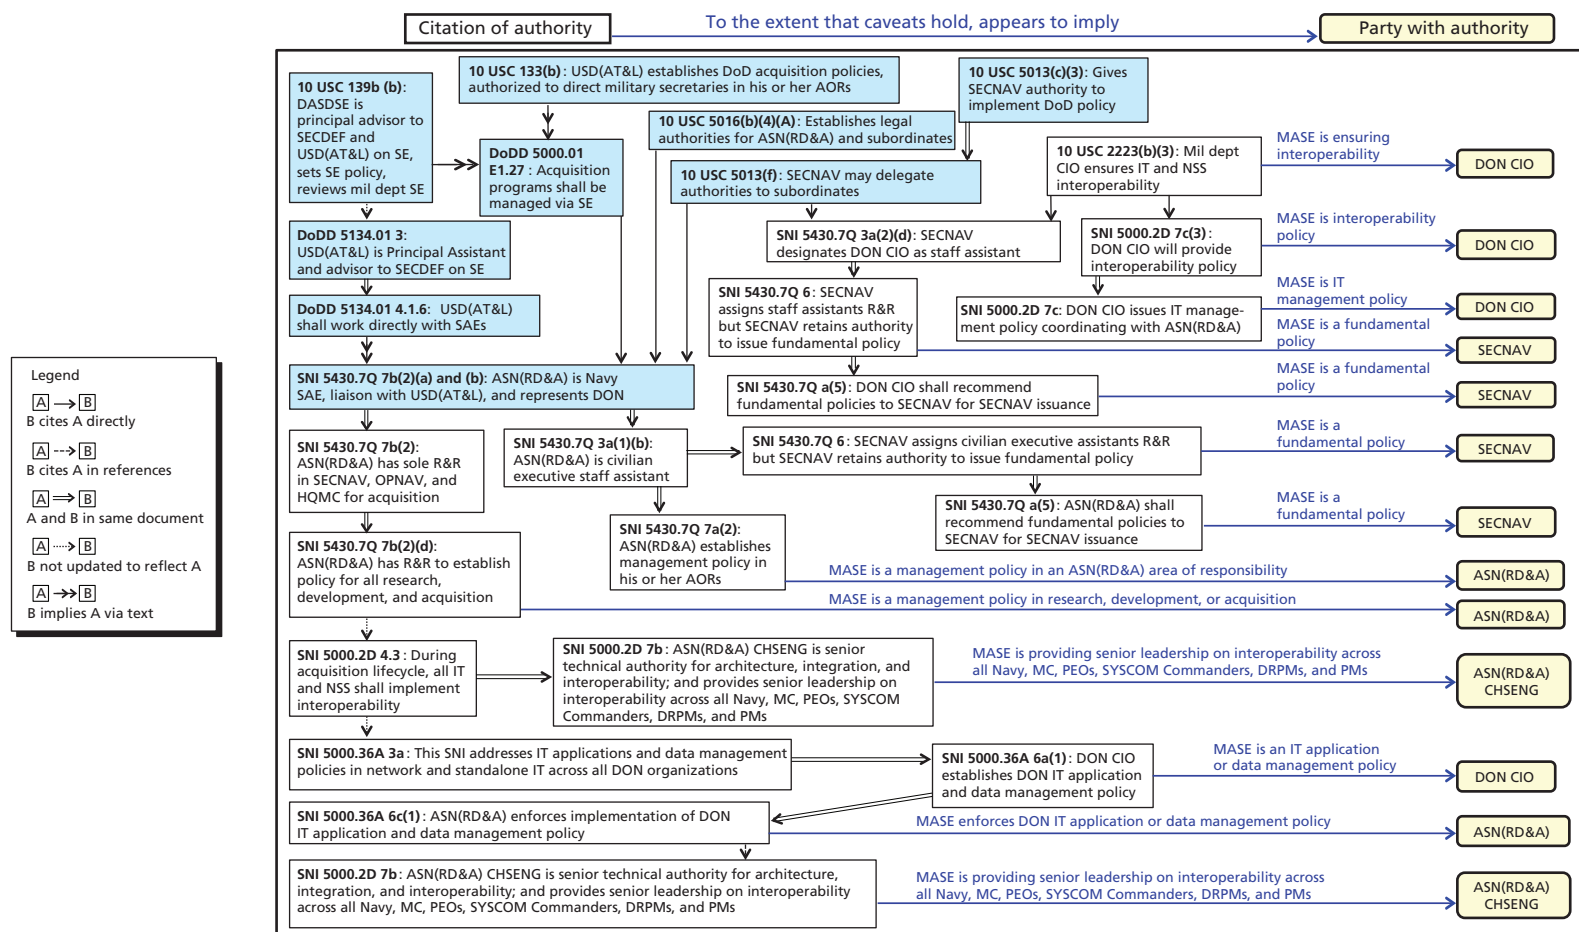 Citation of authority
To the extent that caveats hold, appears to imply
Party with authority
10 USC 139b (b):
DASDSE is
principal advisor to
SECDEF and
USD(AT&L) on SE,
sets SE policy,
reviews mil dept SE
10 USC 133(b): USD(AT&L) establishes DoD acquisition policies,
authorized to direct military secretaries in his or her AORs
10 USC 5013(c)(3): Gives
SECNAV authority to
implement DoD policy
10 USC 5016(b)(4)(A): Establishes legal
authorities for ASN(RD&A) and subordinates
DoDD 5000.01
E1.27: Acquisition
programs shall be
managed via SE
10 USC 5013(f): SECNAV may delegate
authorities to subordinates
10 USC 2223(b)(3): Mil dept
CIO ensures IT and NSS
interoperability
MASE is ensuring
interoperability
DON CIO
DoDD 5134.01 3:
USD(AT&L) is Principal Assistant
and advisor to SECDEF on SE
SNI 5430.7Q 3a(2)(d): SECNAV
designates DON CIO as staff assistant
SNI 5000.2D 7c(3):
DON CIO will provide
interoperability policy
MASE is interoperability
policy
DON CIO
DoDD 5134.01 4.1.6: USD(AT&L)
shall work directly with SAEs
SNI 5430.7Q 6: SECNAV
assigns staff assistants R&R
but SECNAV retains authority
to issue fundamental policy
SNI 5000.2D 7c: DON CIO issues IT manage-
ment policy coordinating with ASN(RD&A)
MASE is IT
management policy
DON CIO
MASE is a fundamental
policy
SECNAV
Legend
A B
B cites A directly
A B
B cites A in references
A B
A and B in same document
A B
B not updated to reflect A
A B
B implies A via text
SNI 5430.7Q 7b(2)(a) and (b): ASN(RD&A) is Navy
SAE, liaison with USD(AT&L), and represents DON
SNI 5430.7Q a(5): DON CIO shall recommend
fundamental policies to SECNAV for SECNAV issuance
MASE is a fundamental
policy
SECNAV
SNI 5430.7Q 7b(2)
ASN(RD&A) has sole R&R
in SECNAV, OPNAV, and
HQMC for acquisition
SNI 5430.7Q 3a(1)(b):
ASN(RD&A) is civilian
executive staff assistant
SNI 5430.7Q 6: SECNAV assigns civilian executive assistants R&R
but SECNAV retains authority to issue fundamental policy
MASE is a
fundamental policy
SECNAV
SNI 5430.7Q a(5): ASN(RD&A) shall
recommend fundamental policies to
SECNAV for SECNAV issuance
MASE is a
fundamental policy
SECNAV
SNI 5430.7Q 7a(2):
ASN(RD&A) establishes
management policy in
his or her AORs
MASE is a management policy in an ASN(RD&A) area of responsibility
ASN(RD&A)
SNI 5430.7Q 7b(2)(d):
ASN(RD&A) has R&R to establish
policy for all research,
development, and acquisition
MASE is a management policy in research, development, or acquisition
ASN(RD&A)
SNI 5000.2D 4.3: During
acquisition lifecycle, all IT
and NSS shall implement
interoperability
SNI 5000.2D 7b: ASN(RD&A) CHSENG is senior
technical authority for architecture, integration, and
interoperability; and provides senior leadership on
interoperability across all Navy, MC, PEOs, SYSCOM
Commanders, DRPMs, and PMs
MASE is providing senior leadership on interoperability across
all Navy, MC, PEOs, SYSCOM Commanders, DRPMs, and PMs
ASN(RD&A)
CHSENG
SNI 5000.36A 3a: This SNI addresses IT applications and data management
policies in network and standalone IT across all DON organizations
SNI 5000.36A 6a(1): DON CIO
establishes DON IT application
and data management policy
MASE is an IT application
or data management policy
DON CIO
SNI 5000.36A 6c(1): ASN(RD&A) enforces implementation of DON
IT application and data management policy
MASE enforces DON IT application or data management policy
ASN(RD&A)
SNI 5000.2D 7b: ASN(RD&A) CHSENG is senior technical authority for architecture,
integration, and interoperability; and provides senior leadership on interoperability
across all Navy, MC, PEOs, SYSCOM Commanders, DRPMs, and PMs
MASE is providing senior leadership on interoperability across
all Navy, MC, PEOs, SYSCOM Commanders, DRPMs, and PMs
ASN(RD&A)
CHSENG